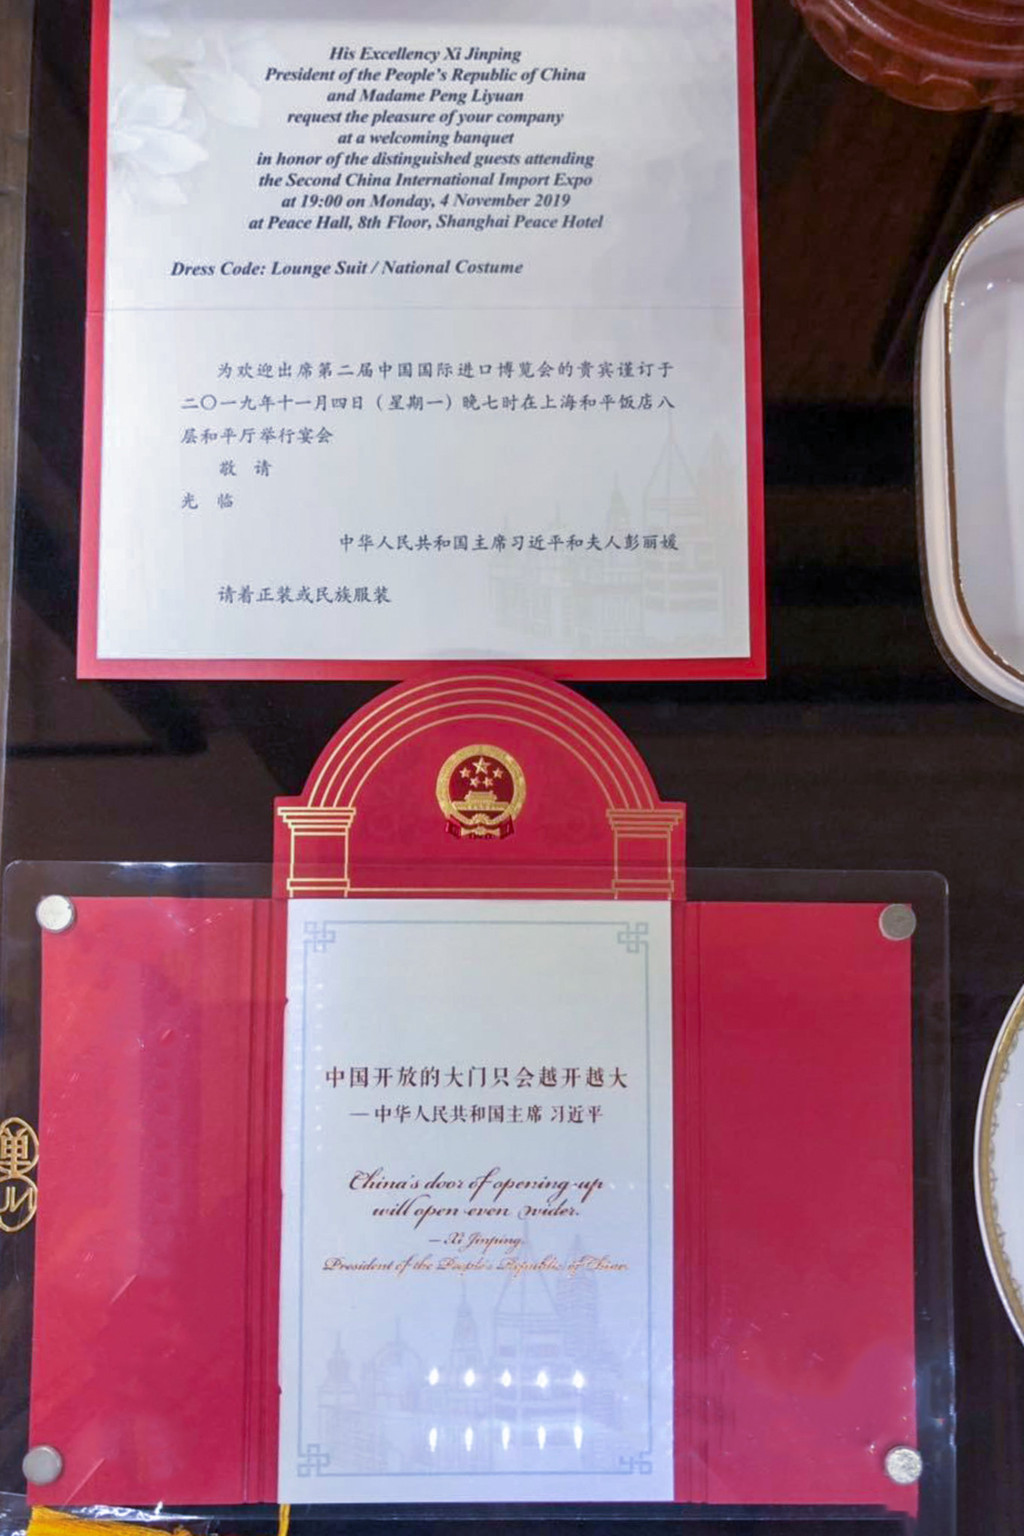 His Excellency Xi Jinping
President of the People's Republic of China
and Madame Peng Liyuan
request the pleasure of your company
at a welcoming banquet
in honor of the distinguished guests attending
the Second China International Import Expo
at 19:00 on Monday, 4 November 2019
at Peace Hall, 8th Floor, Shanghai Peace Hotel
Dress Code: Lounge Suit / National Costume
为欢迎出席第二届中国国际进口博览会的贵宾谨订于
二〇一九年十一月四日（星期一）晚七时在上海和平饭店八
层和平厅举行宴会
敬 请
光 临
中华人民共和国主席习近平和夫人彭丽媛
请着正装或民族服装
中国开放的大门只会越开越大
—中华人民共和国主席 习近平
China's door of opening-up
will open even wider.
—Xi Jinping,
President of the People's Republic of China